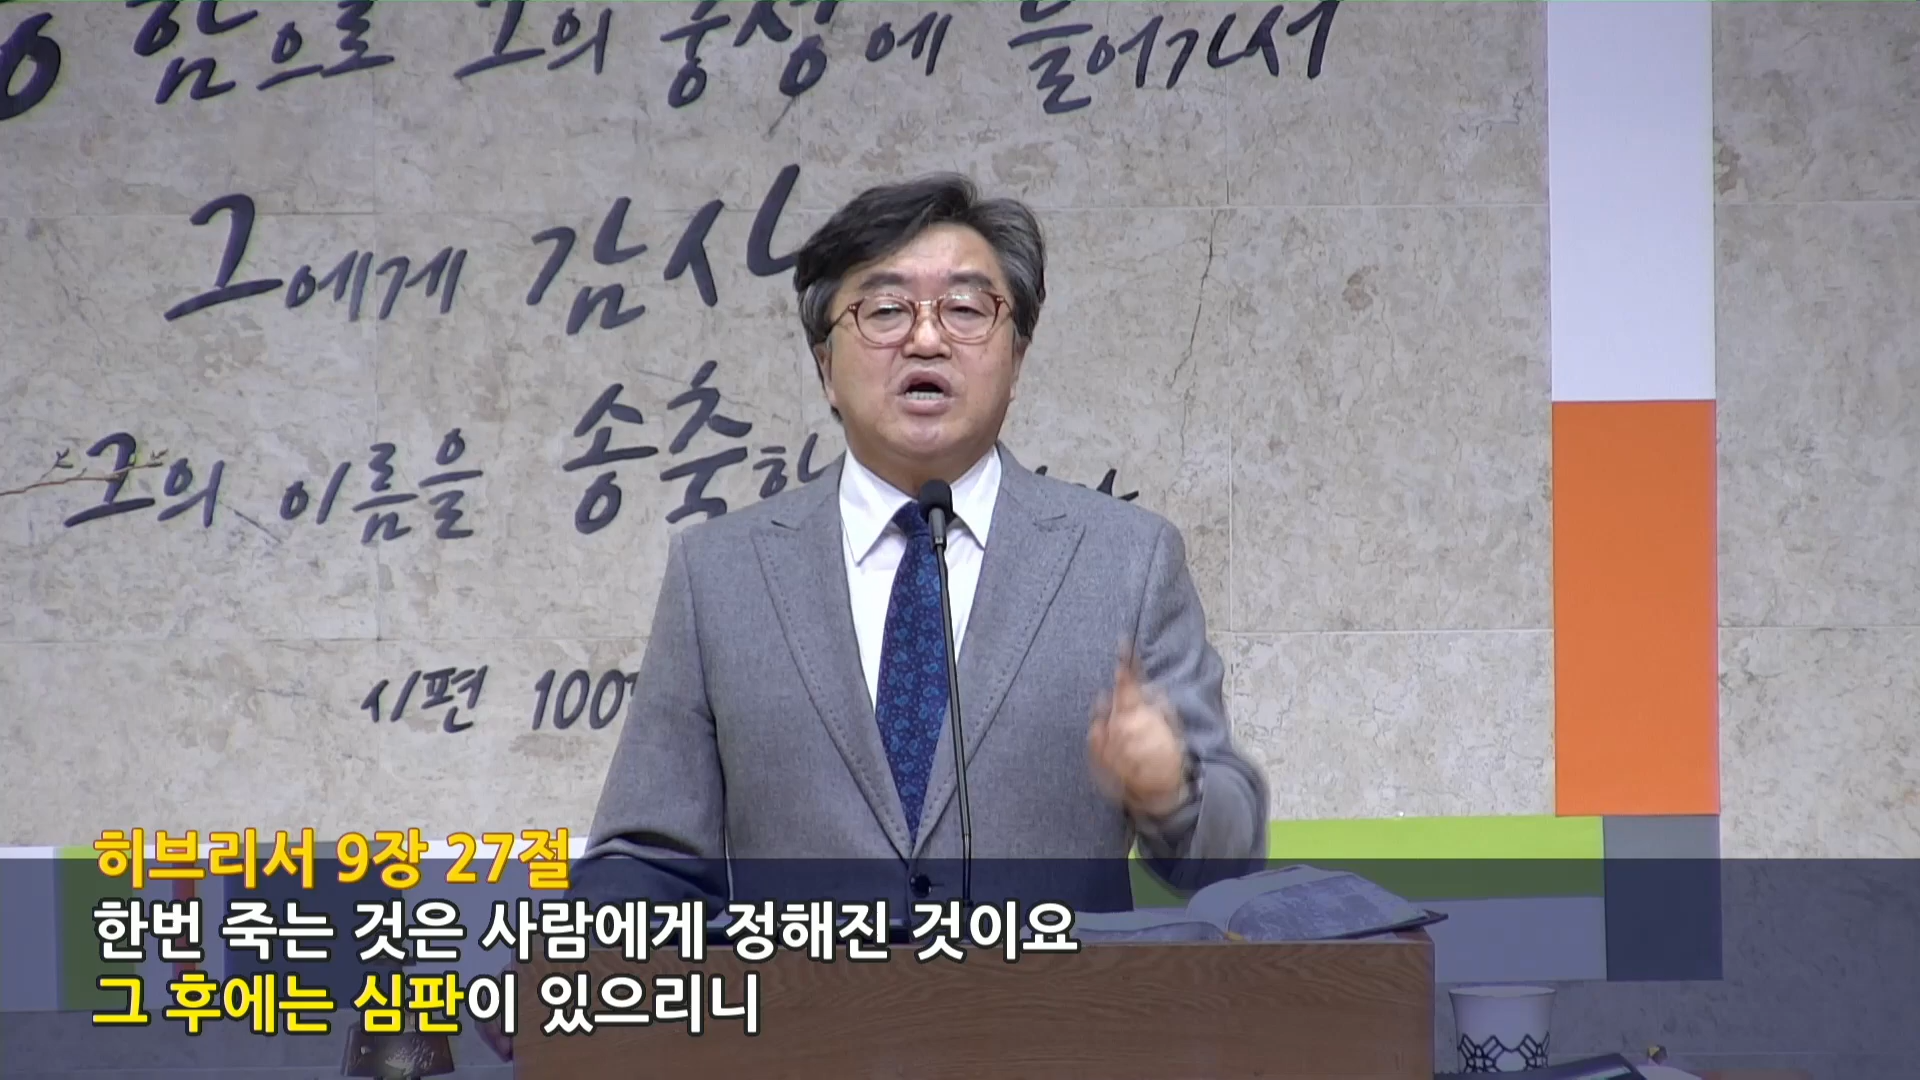 함으로 그의 궁정에 들어가서
그에게 감사
그의 이름을 송축하
시편 100
히브리서 9장 27절
한번 죽는 것은 사람에게 정해진 것이요
그 후에는 심판이 있으리니